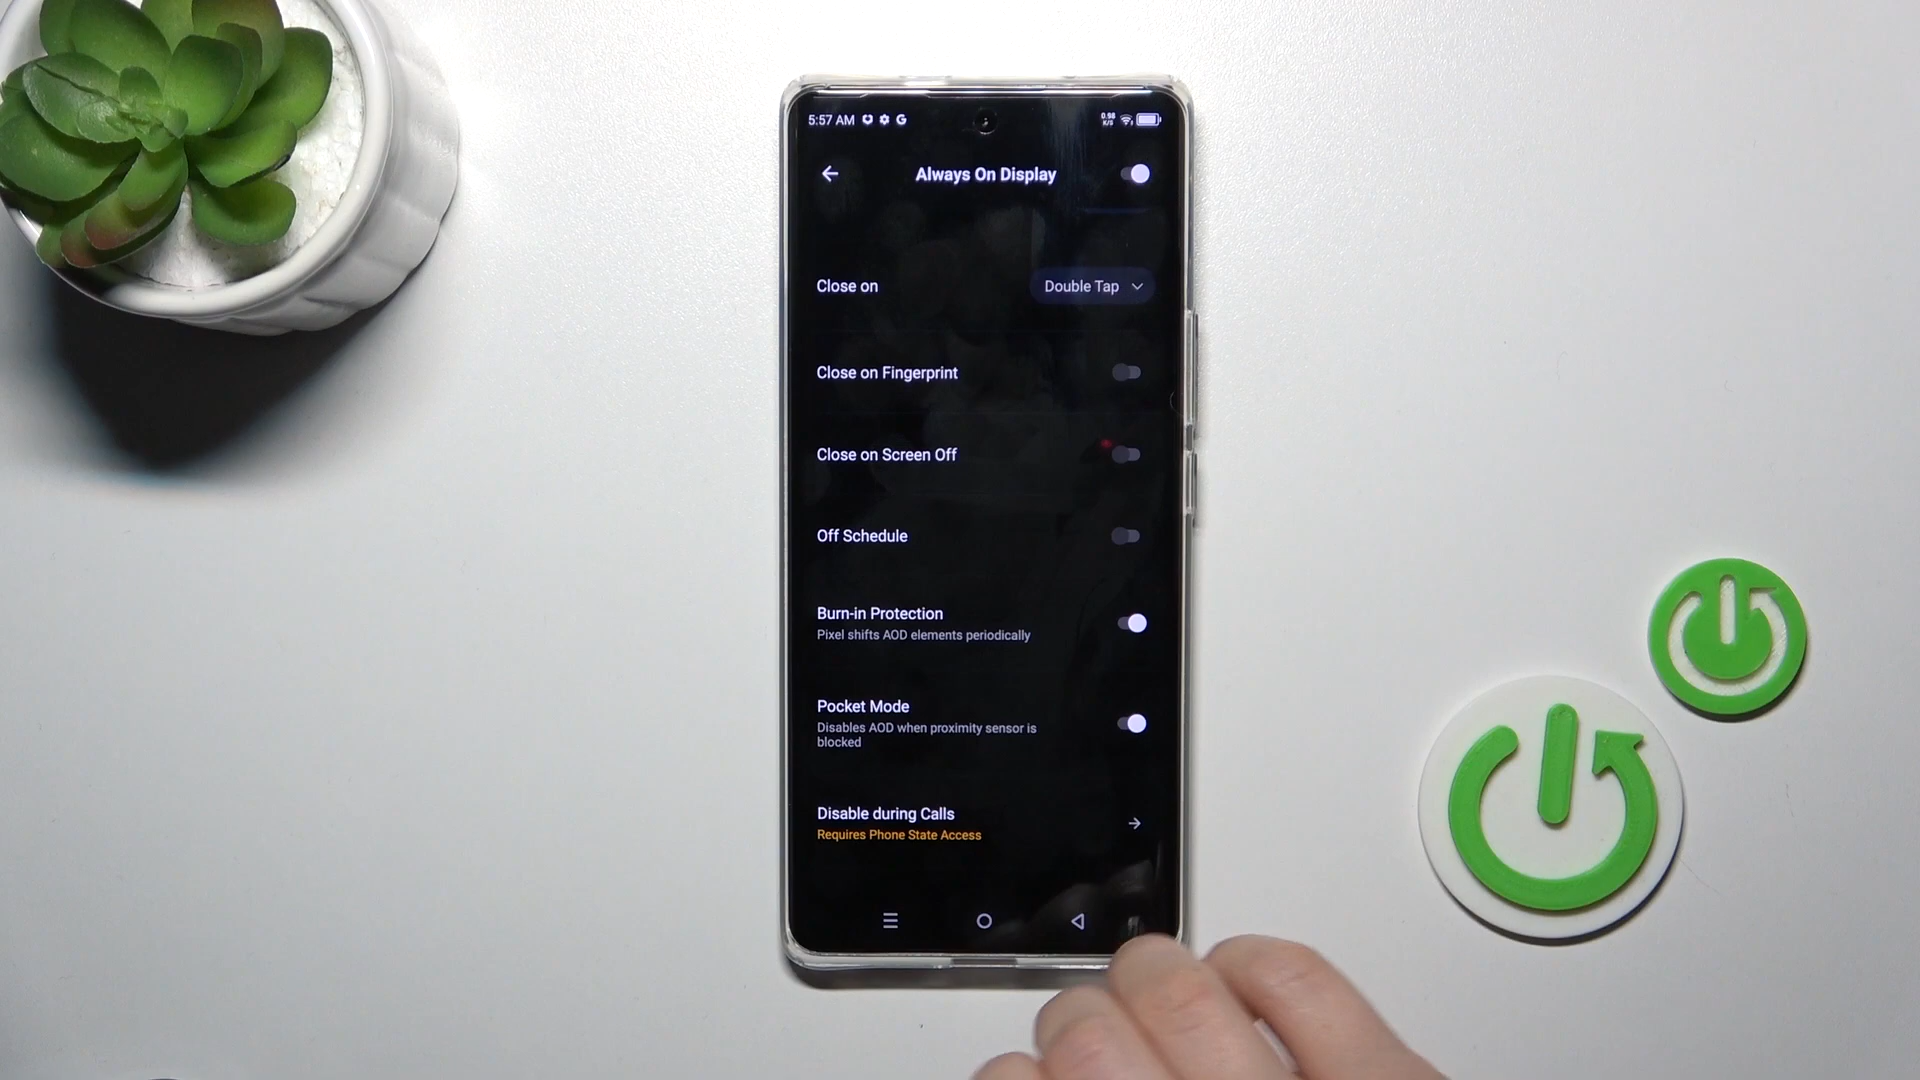 5:57 AM
0.98
K/S
Always On Display
Close on
Double Tap
Close on Fingerprint
Close on Screen Off
Off Schedule
Burn-in Protection
Pixel shifts AOD elements periodically
Pocket Mode
Disables AOD when proximity sensor is
blocked
Disable during Calls
Requires Phone State Access